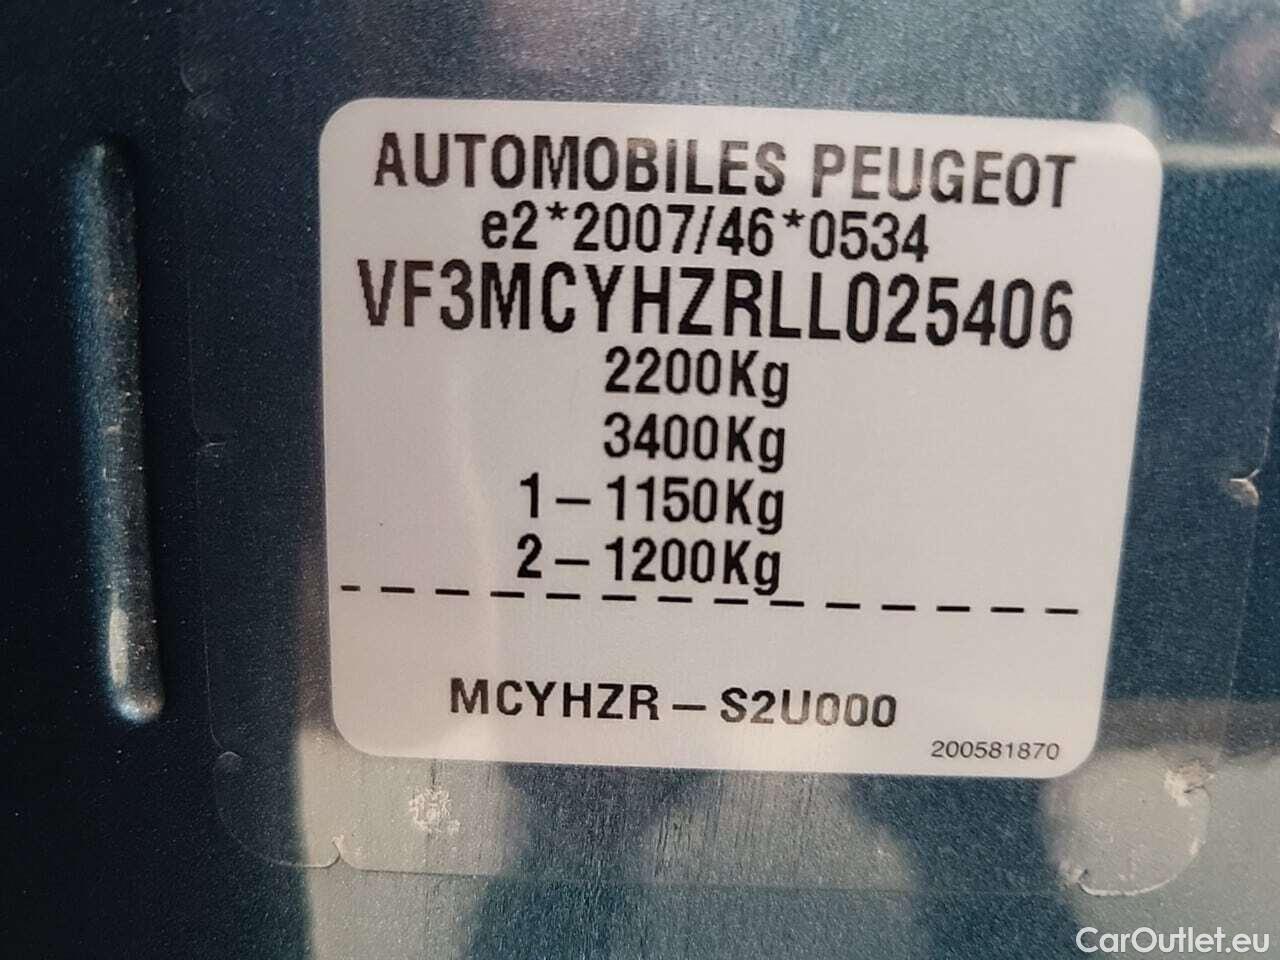 AUTOMOBILES PEUGEOT
e2*2007/46*0534
VF3MCYHZRLL025406
2200Kg
3400Kg
1-1150Kg
2-1200Kg
MCYHZR-S2U000
200581870
CarOutlet.eu